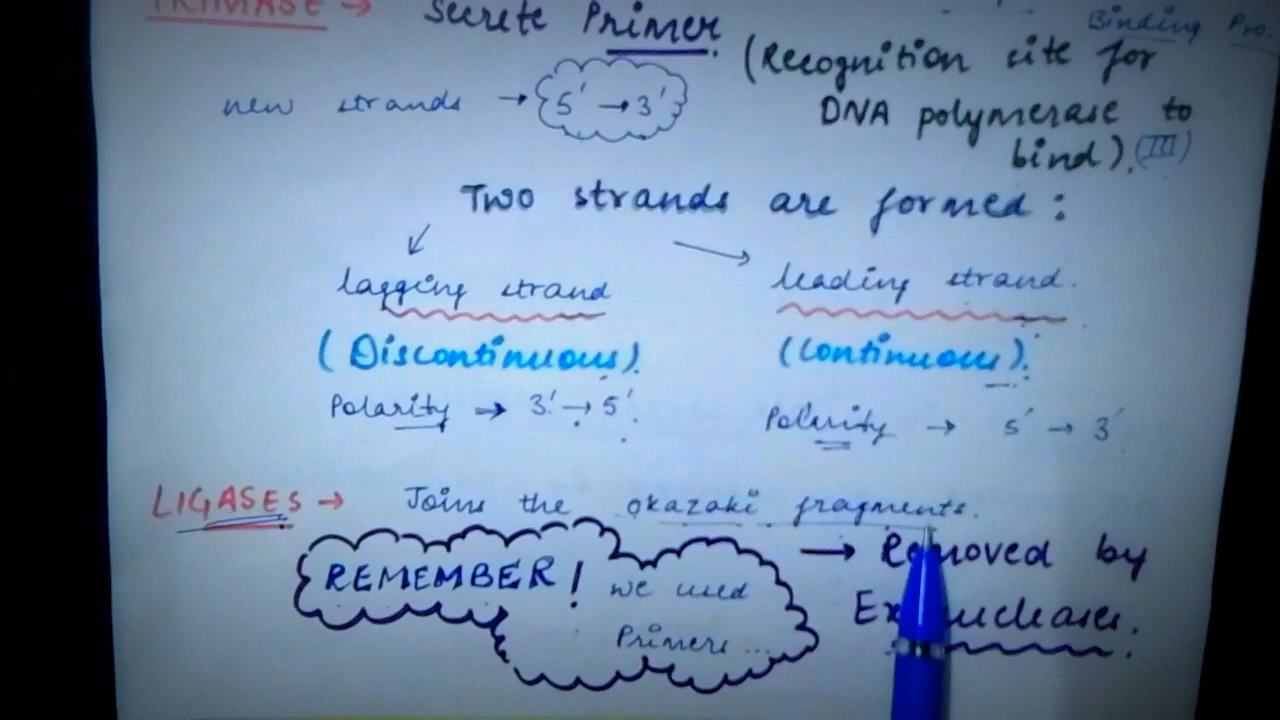 PRIMASE → Secrete Primer.
Binding Pro.
(Recognition site for
DNA polymerase to
bind). (III)
new strands → 5' → 3'
Two strands are formed :
lagging strand
leading strand.
(Discontinuous).
(Continuous).
Polarity → 3' → 5'.
Polarity → 5' → 3'
LIGASES → Joins the okazaki fragments.
REMEMBER! we used
Primers ...
→ Removed by